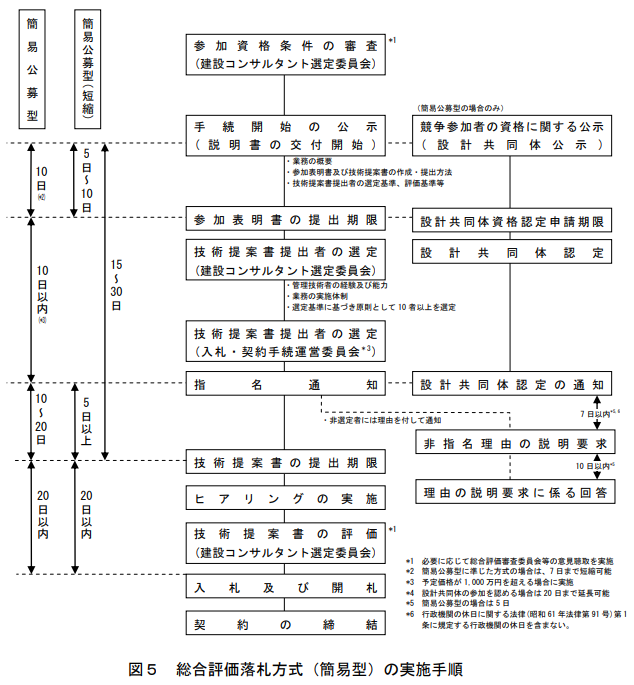 簡易公募型
簡易公募型（短縮）
参加資格条件の審査 *1
（建設コンサルタント選定委員会）
手続開始の公示
（説明書の交付開始）
・業務の概要
・参加表明書及び技術提案書の作成・提出方法
・技術提案書提出者の選定基準、評価基準等
（簡易公募型の場合のみ）
競争参加者の資格に関する公示
（設計共同体公示）
10日(*2)
5日～10日
参加表明書の提出期限
設計共同体資格認定申請期限
技術提案書提出者の選定
（建設コンサルタント選定委員会）
設計共同体認定
・管理技術者の経験及び能力
・業務の実施体制
・選定基準に基づき原則として10者以上を選定
10日以内
15～30日
技術提案書提出者の選定
（入札・契約手続運営委員会*3）
指名通知
設計共同体認定の通知
・非選定者には理由を付して通知
7日以内*5,6
10～20日
5日以上
非指名理由の説明要求
10日以内*5
技術提案書の提出期限
ヒアリングの実施
理由の説明要求に係る回答
20日以内
20日以内
技術提案書の評価 *1
（建設コンサルタント選定委員会）
入札及び開札
契約の締結
*1 必要に応じて総合評価審査委員会等の意見聴取を実施
*2 簡易公募型に準じた方式の場合は、7日まで短縮可能
*3 予定価格が1,000万円を超える場合に実施
*4 設計共同体の参加を認める場合は20日まで延長可能
*5 簡易公募型の場合は5日
*6 行政機関の休日に関する法律（昭和61年法律第91号）第1
条に規定する行政機関の休日を含まない。
図５ 総合評価落札方式（簡易型）の実施手順